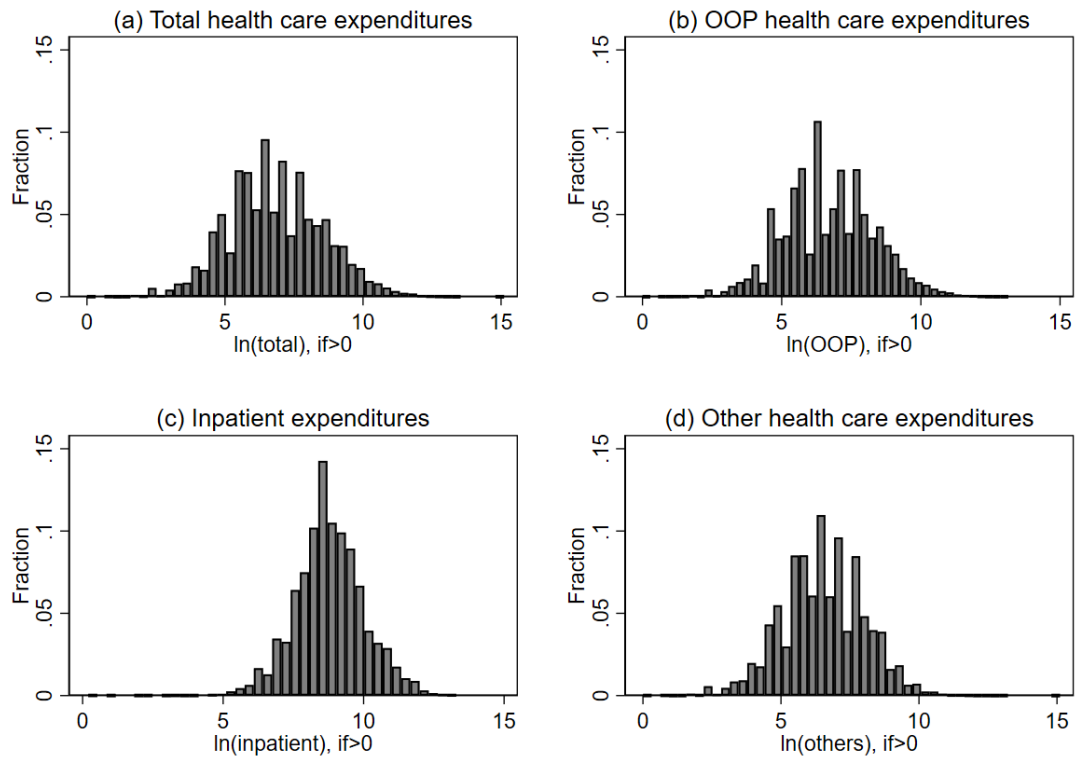 (a) Total health care expenditures
.15
.1
.05
0
Fraction
0 5 10 15
ln(total), if>0
(b) OOP health care expenditures
.15
.1
.05
0
Fraction
0 5 10 15
ln(OOP), if>0
(c) Inpatient expenditures
.15
.1
.05
0
Fraction
0 5 10 15
ln(inpatient), if>0
(d) Other health care expenditures
.15
.1
.05
0
Fraction
0 5 10 15
ln(others), if>0